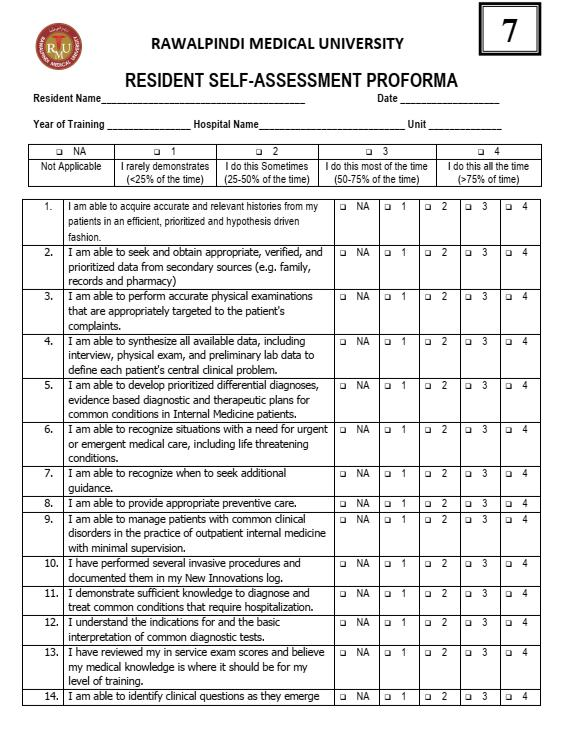 7
RMU
RAWALPINDI MEDICAL UNIVERSITY
RESIDENT SELF-ASSESSMENT PROFORMA
Resident Name______________________________________ Date ___________________
Year of Training ________________ Hospital Name____________________________ Unit ______________
❑ NA ❑ 1 ❑ 2 ❑ 3 ❑ 4
Not Applicable I rarely demonstrates I do this Sometimes I do this most of the time I do this all the time
(<25% of the time) (25-50% of the time) (50-75% of the time) (>75% of time)
1. I am able to acquire accurate and relevant histories from my ❑ NA ❑ 1 ❑ 2 ❑ 3 ❑ 4
patients in an efficient, prioritized and hypothesis driven
fashion.
2. I am able to seek and obtain appropriate, verified, and ❑ NA ❑ 1 ❑ 2 ❑ 3 ❑ 4
prioritized data from secondary sources (e.g. family,
records and pharmacy)
3. I am able to perform accurate physical examinations ❑ NA ❑ 1 ❑ 2 ❑ 3 ❑ 4
that are appropriately targeted to the patient's
complaints.
4. I am able to synthesize all available data, including ❑ NA ❑ 1 ❑ 2 ❑ 3 ❑ 4
interview, physical exam, and preliminary lab data to
define each patient's central clinical problem.
5. I am able to develop prioritized differential diagnoses, ❑ NA ❑ 1 ❑ 2 ❑ 3 ❑ 4
evidence based diagnostic and therapeutic plans for
common conditions in Internal Medicine patients.
6. I am able to recognize situations with a need for urgent ❑ NA ❑ 1 ❑ 2 ❑ 3 ❑ 4
or emergent medical care, including life threatening
conditions.
7. I am able to recognize when to seek additional ❑ NA ❑ 1 ❑ 2 ❑ 3 ❑ 4
guidance.
8. I am able to provide appropriate preventive care. ❑ NA ❑ 1 ❑ 2 ❑ 3 ❑ 4
9. I am able to manage patients with common clinical ❑ NA ❑ 1 ❑ 2 ❑ 3 ❑ 4
disorders in the practice of outpatient internal medicine
with minimal supervision.
10. I have performed several invasive procedures and ❑ NA ❑ 1 ❑ 2 ❑ 3 ❑ 4
documented them in my New Innovations log.
11. I demonstrate sufficient knowledge to diagnose and ❑ NA ❑ 1 ❑ 2 ❑ 3 ❑ 4
treat common conditions that require hospitalization.
12. I understand the indications for and the basic ❑ NA ❑ 1 ❑ 2 ❑ 3 ❑ 4
interpretation of common diagnostic tests.
13. I have reviewed my in service exam scores and believe ❑ NA ❑ 1 ❑ 2 ❑ 3 ❑ 4
my medical knowledge is where it should be for my
level of training.
14. I am able to identify clinical questions as they emerge ❑ NA ❑ 1 ❑ 2 ❑ 3 ❑ 4